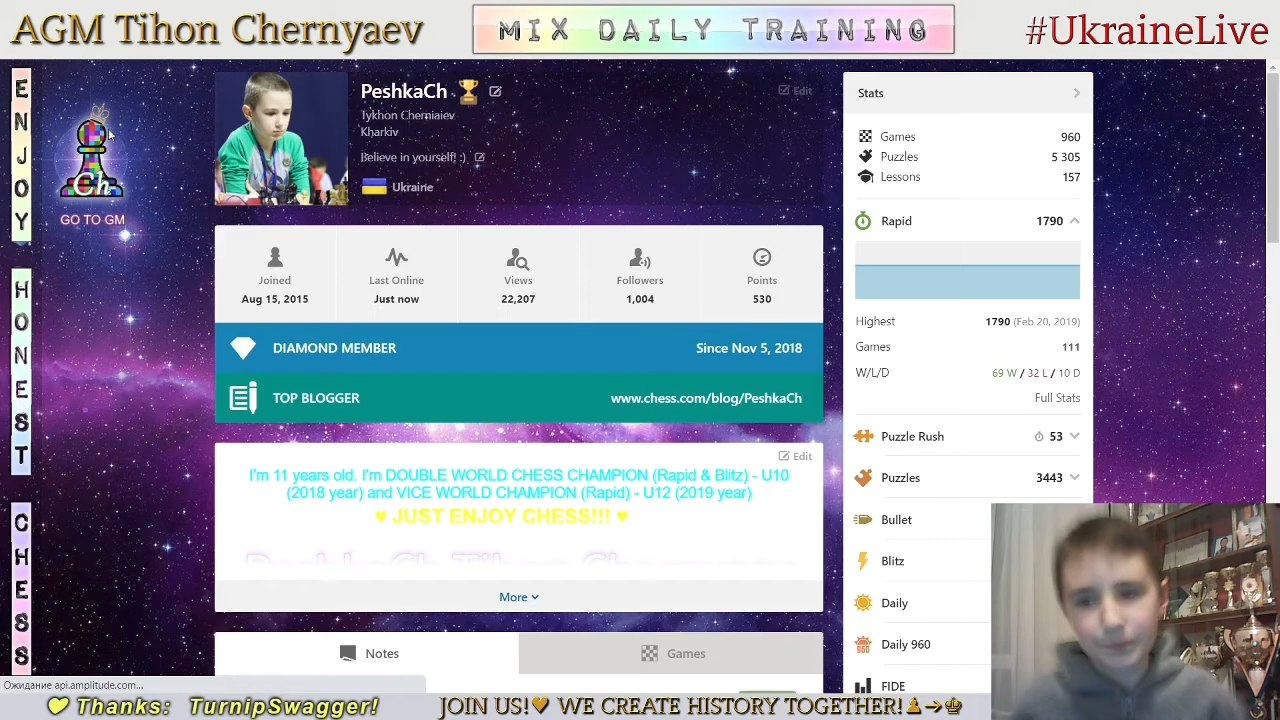 AGM Tihon Chernyaev
MIX DAILY TRAINING
#UkraineLive
ENJOY
HONEST
CHESS
Ch
GO TO GM
PeshkaCh
Edit
Tykhon Cherniaiev
Kharkiv
Believe in yourself! :)
Ukraine
Joined
Aug 15, 2015
Last Online
Just now
Views
22,207
Followers
1,004
Points
530
DIAMOND MEMBER Since Nov 5, 2018
TOP BLOGGER www.chess.com/blog/PeshkaCh
Edit
I'm 11 years old. I'm DOUBLE WORLD CHESS CHAMPION (Rapid & Blitz) - U10
(2018 year) and VICE WORLD CHAMPION (Rapid) - U12 (2019 year)
♥ JUST ENJOY CHESS!!! ♥
More
Notes
Games
Stats
Games 960
Puzzles 5 305
Lessons 157
Rapid 1790
Highest 1790 (Feb 20, 2019)
Games 111
W/L/D 69 W / 32 L / 10 D
Full Stats
Puzzle Rush 53
Puzzles 3443
Bullet
Blitz
Daily
Daily 960
FIDE
Ожидание api.amplitude.com...
Thanks: TurnipSwagger!
JOIN US!♥ WE CREATE HISTORY TOGETHER!♙→♔